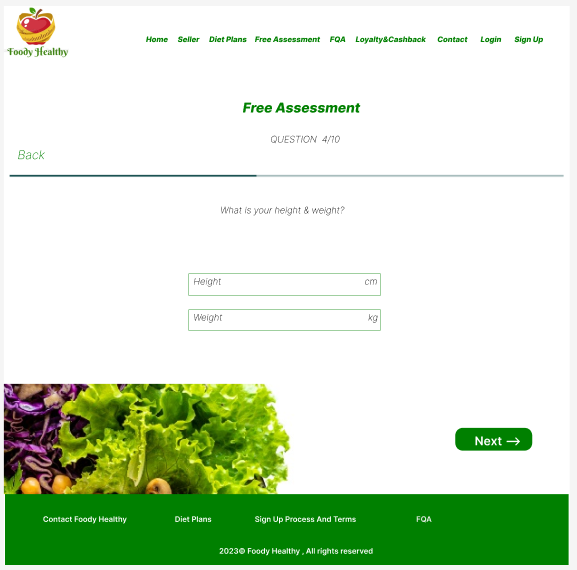 Foody Healthy
Home Seller Diet Plans Free Assessment FQA Loyalty&Cashback Contact Login Sign Up
Free Assessment
QUESTION 4/10
Back
What is your height & weight?
Height cm
Weight kg
Next →
Contact Foody Healthy Diet Plans Sign Up Process And Terms FQA
2023© Foody Healthy , All rights reserved